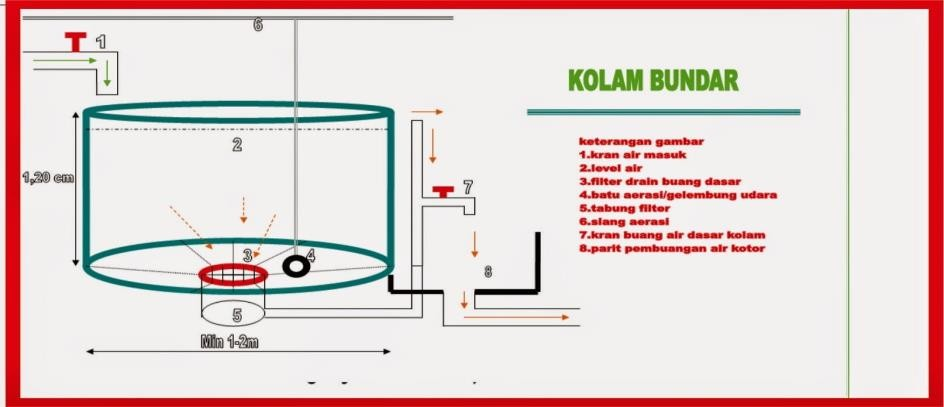 6
1
KOLAM BUNDAR
2
keterangan gambar
1.kran air masuk
2.level air
3.filter drain buang dasar
4.batu aerasi/gelembung udara
5.tabung filter
6.slang aerasi
7.kran buang air dasar kolam
8.parit pembuangan air kotor
1,20 cm
7
3
4
8
5
Min 1-2m